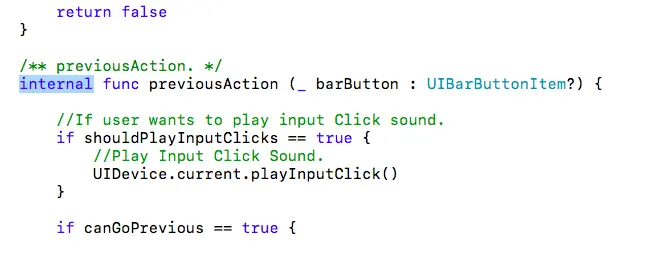 return false
}
/** previousAction. */
internal func previousAction (_ barButton : UIBarButtonItem?) {
//If user wants to play input Click sound.
if shouldPlayInputClicks == true {
//Play Input Click Sound.
UIDevice.current.playInputClick()
}
if canGoPrevious == true {